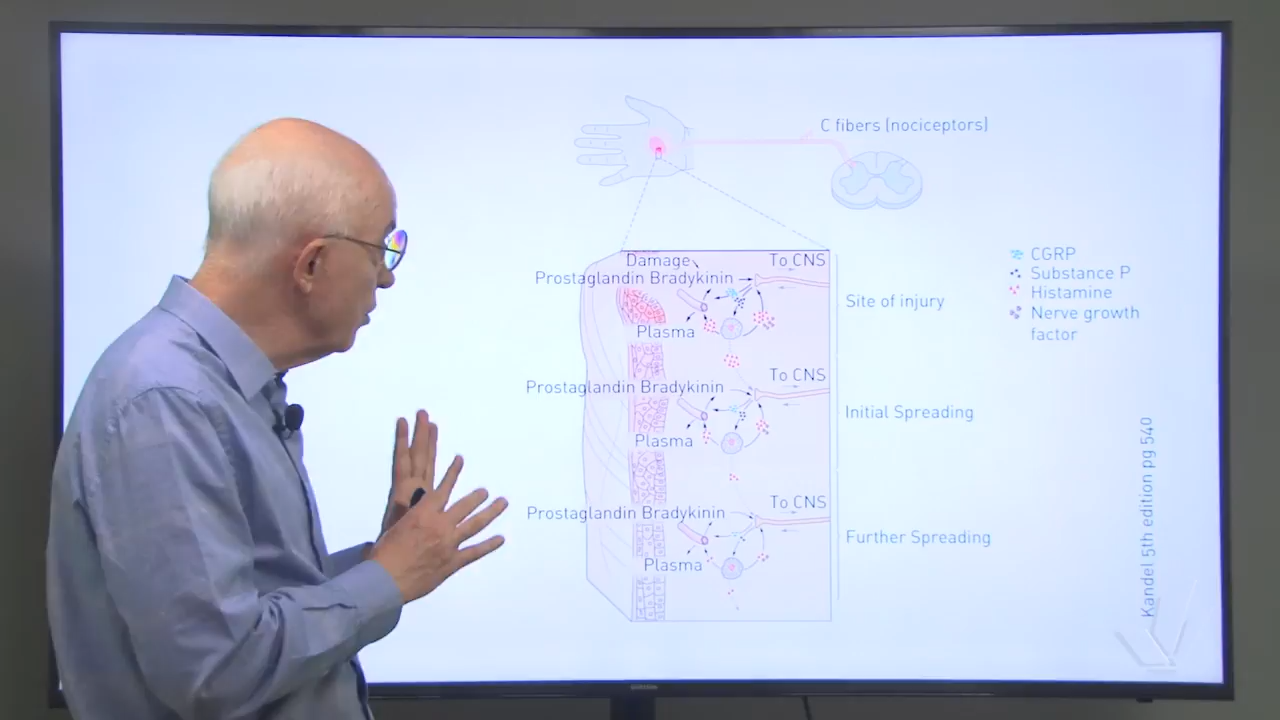 C fibers (nociceptors)
Damage
To CNS
Prostaglandin Bradykinin
Plasma
Site of injury
CGRP
Substance P
Histamine
Nerve growth
factor
To CNS
Prostaglandin Bradykinin
Plasma
Initial Spreading
To CNS
Prostaglandin Bradykinin
Plasma
Further Spreading
Kandel 5th edition pg 540